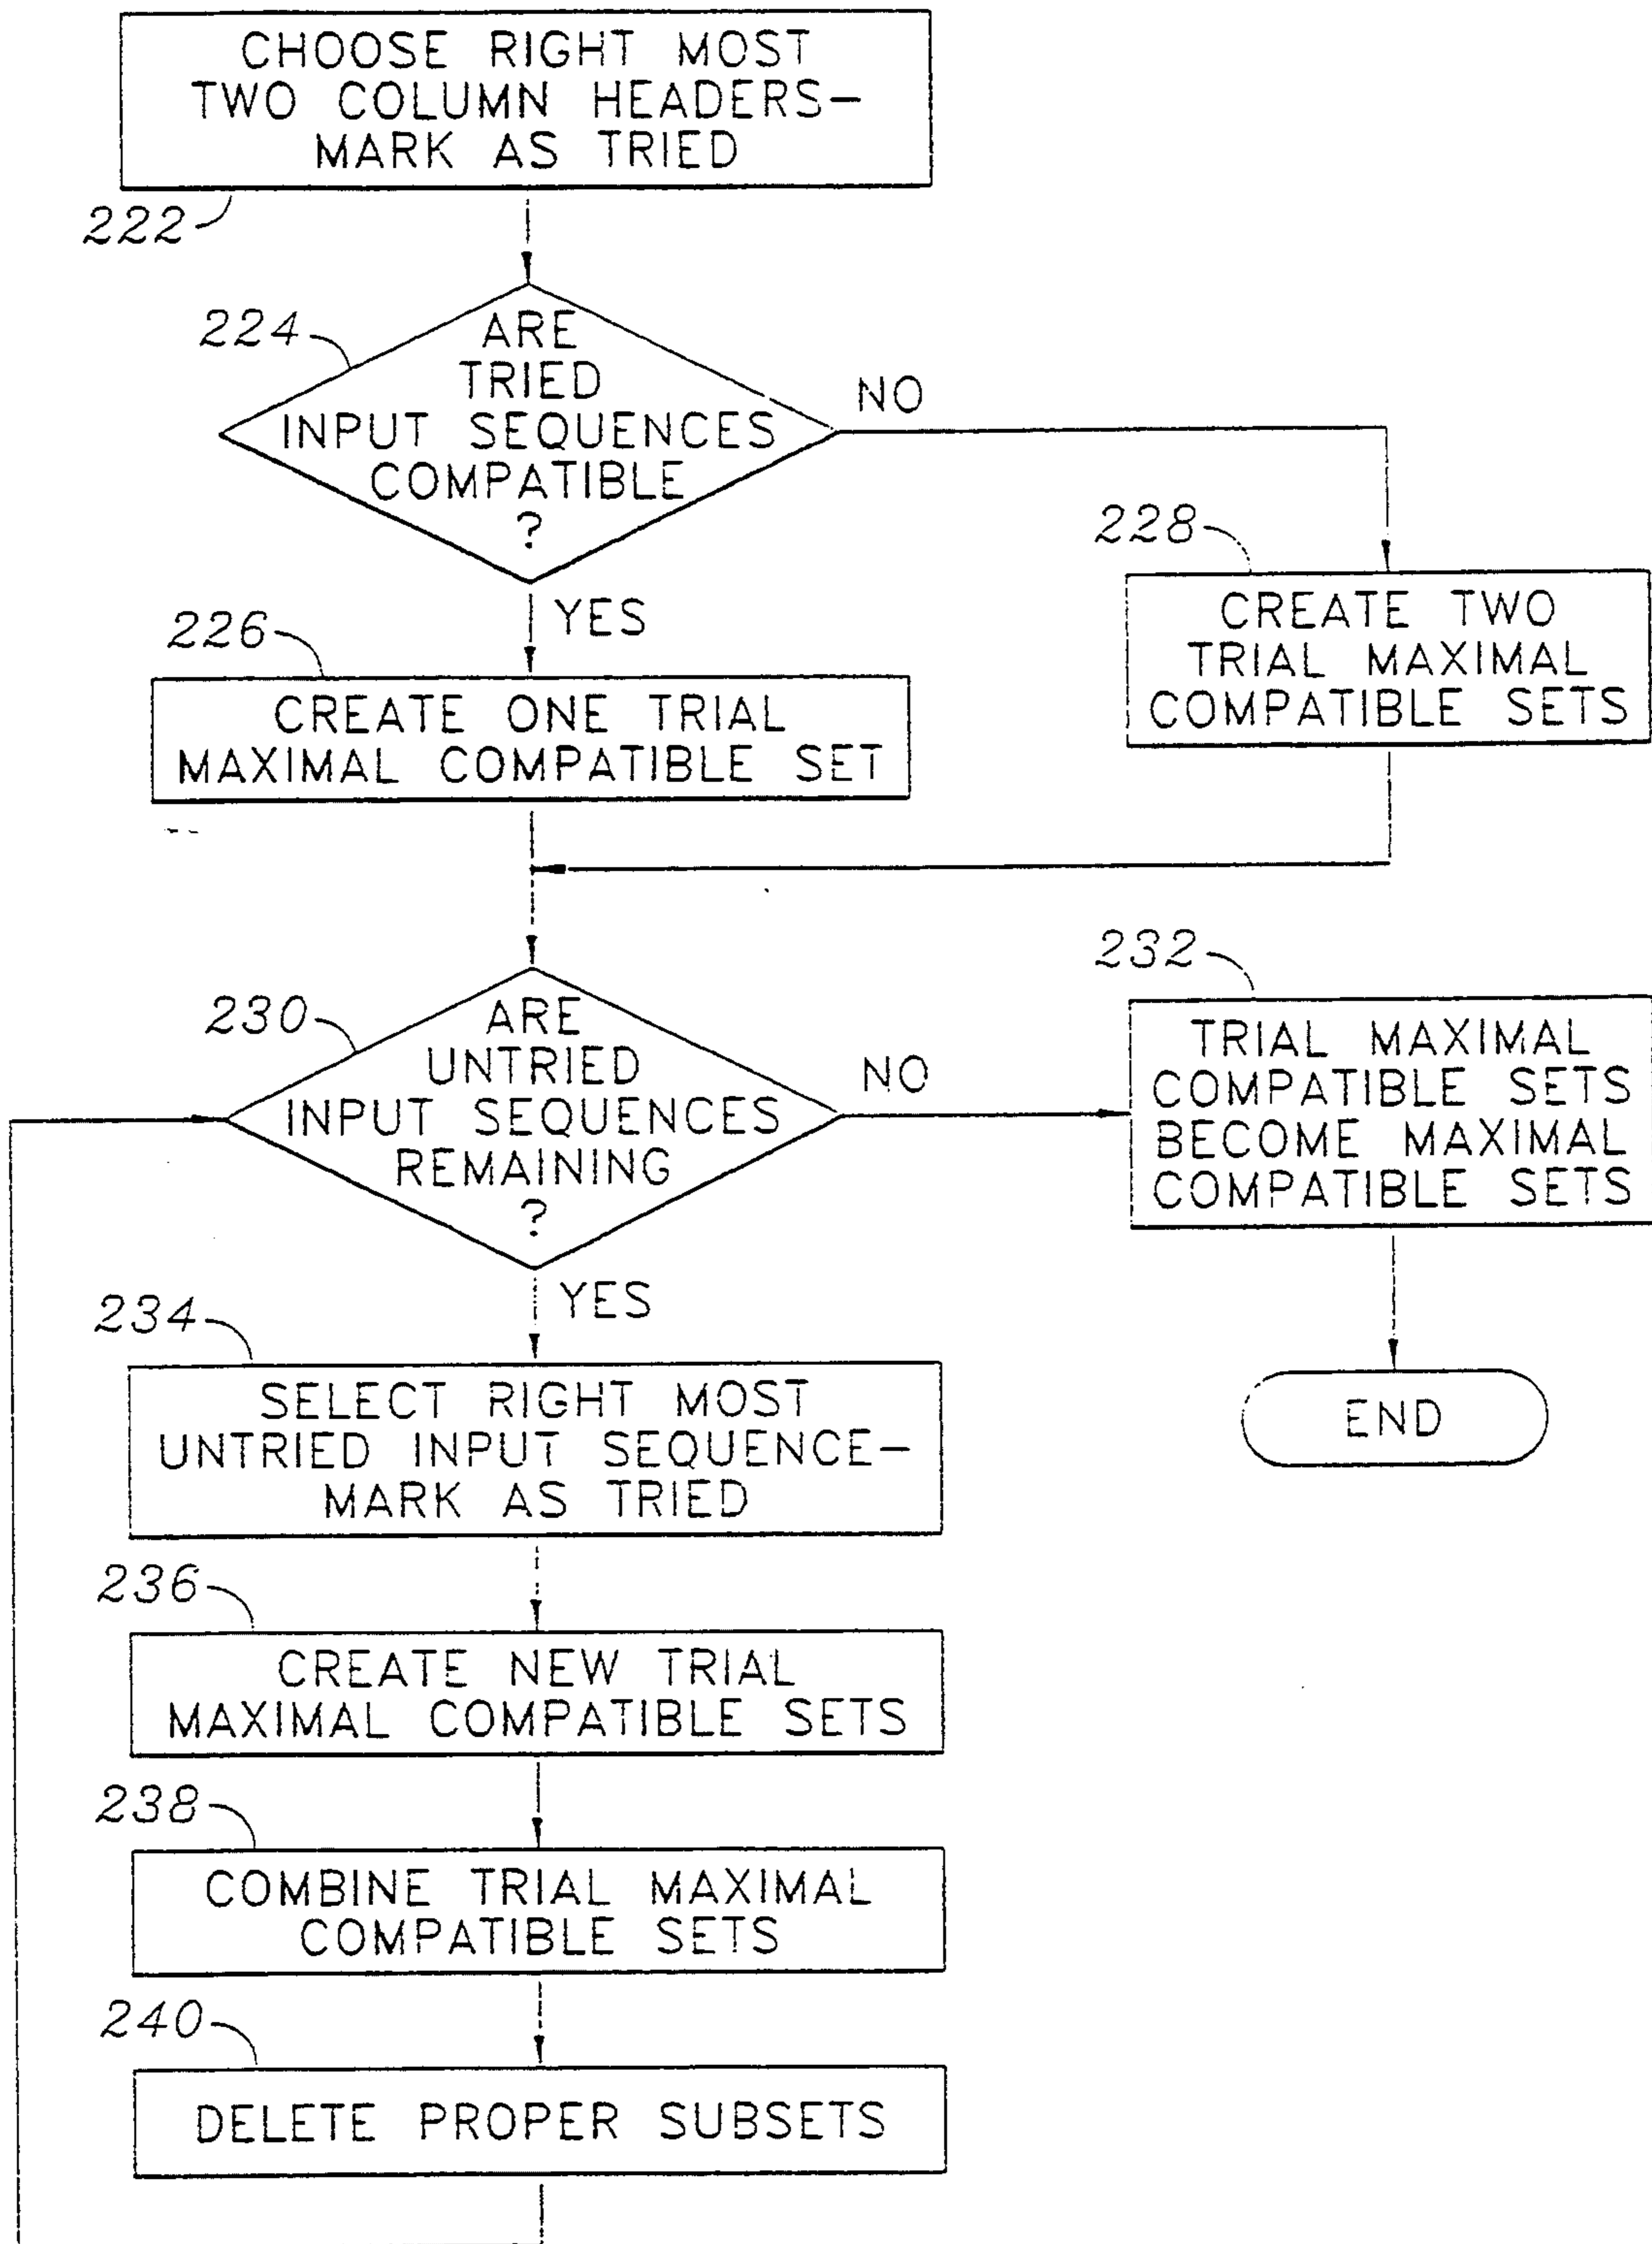 CHOOSE RIGHT MOST
TWO COLUMN HEADERS-
MARK AS TRIED
222
224
ARE
TRIED
INPUT SEQUENCES
COMPATIBLE
?
NO
228
CREATE TWO
TRIAL MAXIMAL
COMPATIBLE SETS
YES
226
CREATE ONE TRIAL
MAXIMAL COMPATIBLE SET
230
ARE
UNTRIED
INPUT SEQUENCES
REMAINING
?
NO
232
TRIAL MAXIMAL
COMPATIBLE SETS
BECOME MAXIMAL
COMPATIBLE SETS
END
YES
234
SELECT RIGHT MOST
UNTRIED INPUT SEQUENCE-
MARK AS TRIED
236
CREATE NEW TRIAL
MAXIMAL COMPATIBLE SETS
238
COMBINE TRIAL MAXIMAL
COMPATIBLE SETS
240
DELETE PROPER SUBSETS